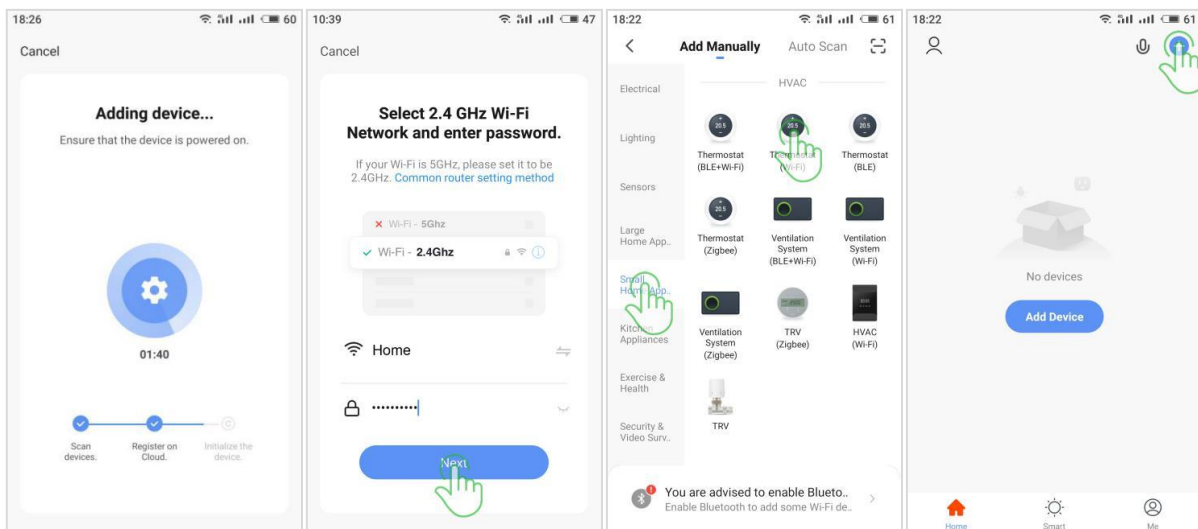 18:26
60
Cancel
Adding device...
Ensure that the device is powered on.
01:40
Scan
devices.
Register on
Cloud.
Initialize the
device.
10:39
47
Cancel
Select 2.4 GHz Wi-Fi
Network and enter password.
If your Wi-Fi is 5GHz, please set it to be
2.4GHz. Common router setting method
Wi-Fi - 5Ghz
Wi-Fi - 2.4Ghz
Home
Next
18:22
61
Add Manually
Auto Scan
Electrical
Lighting
Sensors
Large
Home App..
Small
Home App..
Kitchen
Appliances
Exercise &
Health
Security &
Video Surv..
HVAC
20.5
20.5
20.5
Thermostat
(BLE+Wi-Fi)
Thermostat
(Wi-Fi)
Thermostat
(BLE)
20.5
Thermostat
(Zigbee)
Ventilation
System
(BLE+Wi-Fi)
Ventilation
System
(Wi-Fi)
Ventilation
System
(Zigbee)
TRV
(Zigbee)
HVAC
(Wi-Fi)
TRV
You are advised to enable Blueto..
Enable Bluetooth to add some Wi-Fi de..
18:22
61
No devices
Add Device
Home
Smart
Me